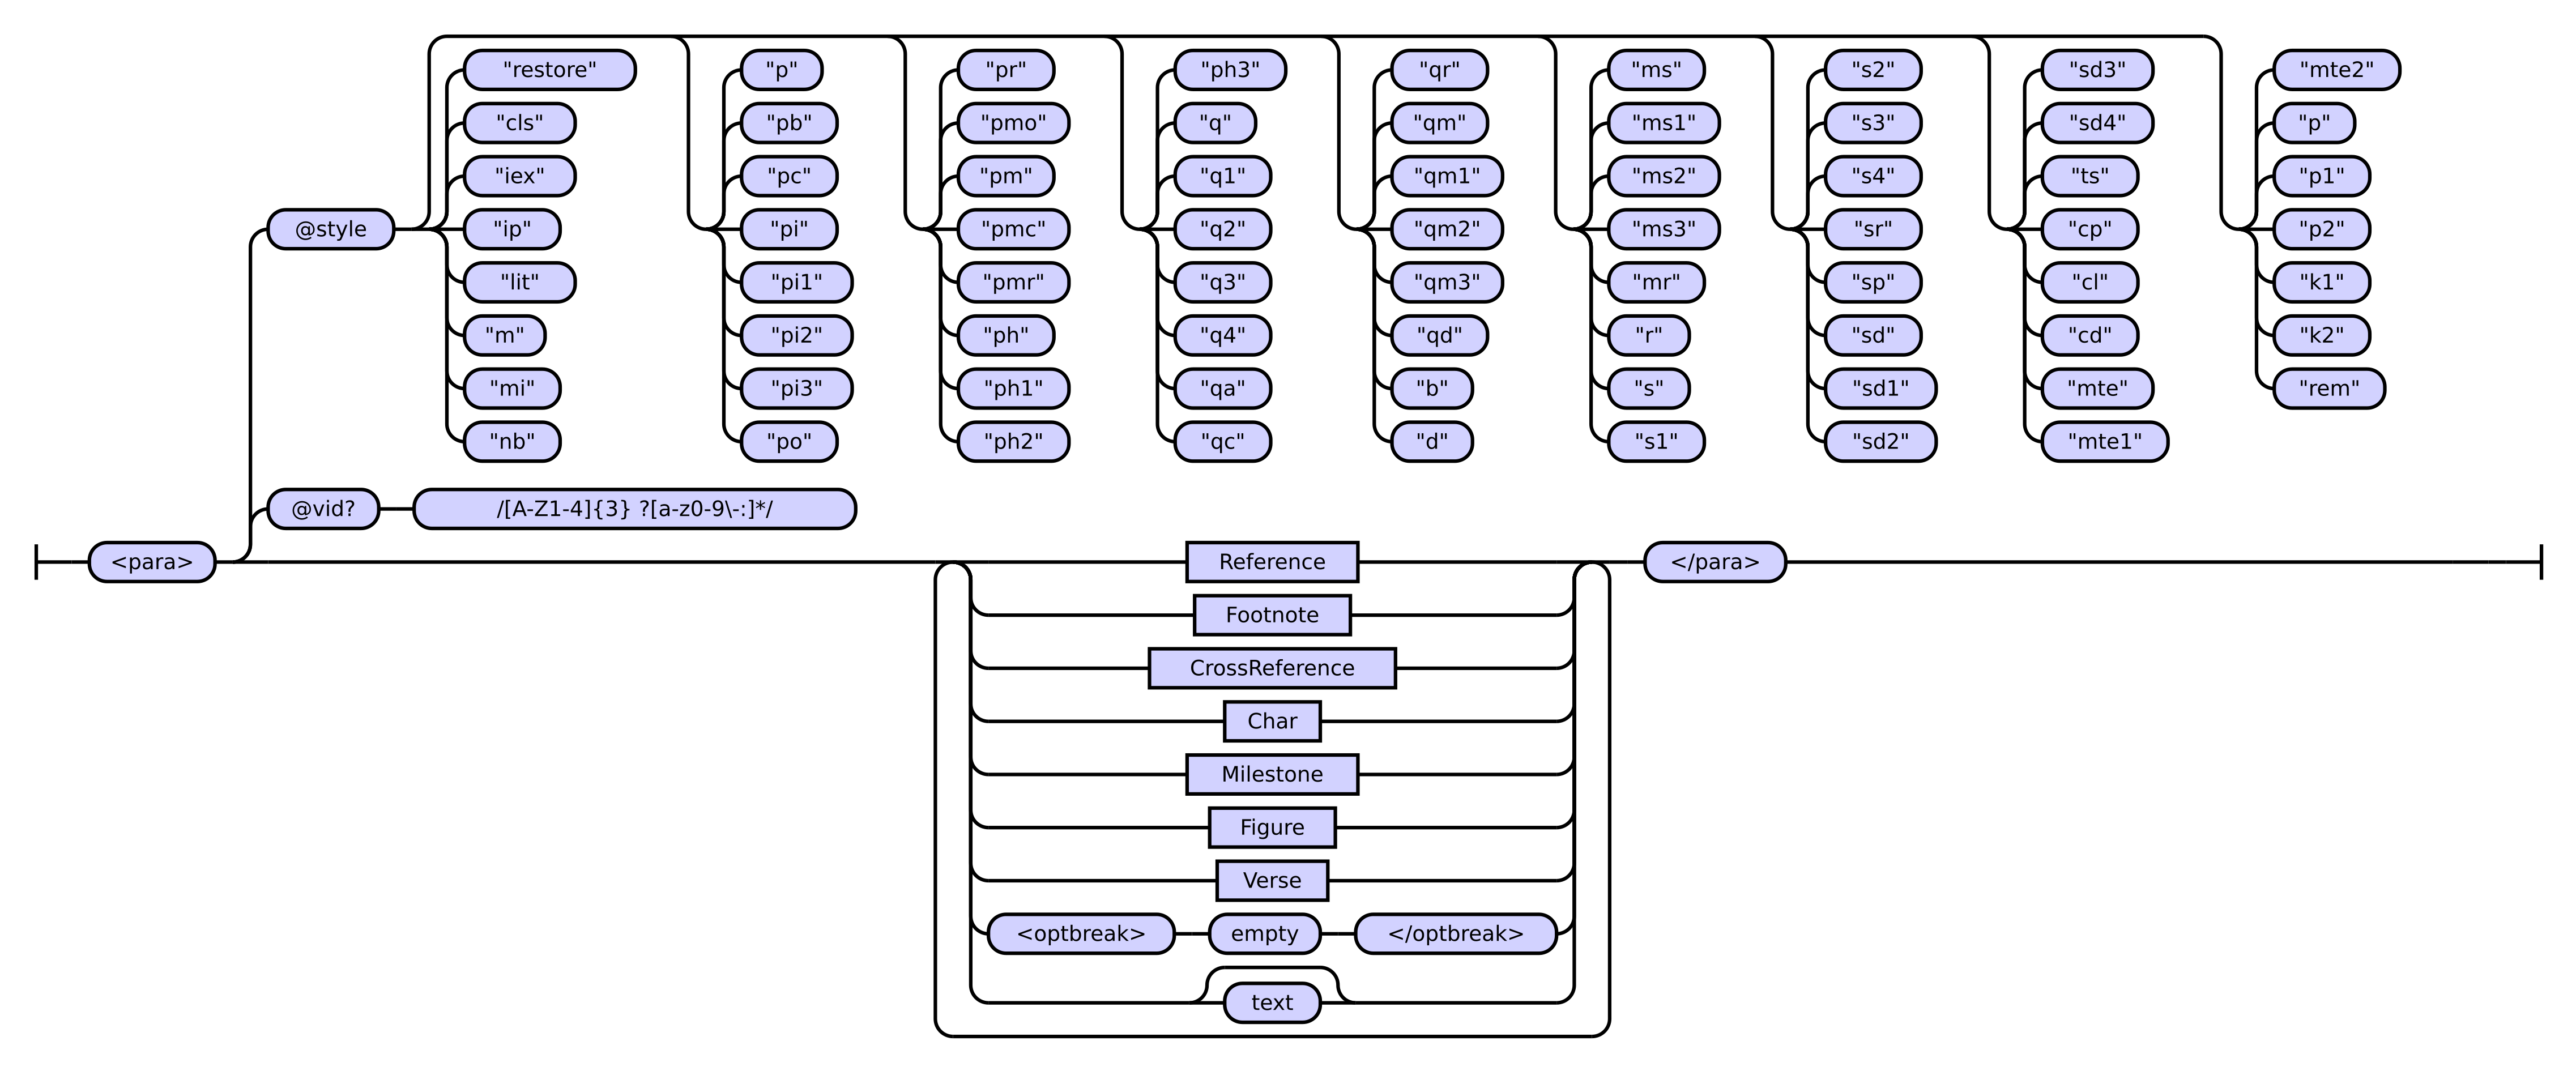 "restore" "p" "pr" "ph3" "qr" "ms" "s2" "sd3" "mte2"
"cls" "pb" "pmo" "q" "qm" "ms1" "s3" "sd4" "p"
"iex" "pc" "pm" "q1" "qm1" "ms2" "s4" "ts" "p1"
@style "ip" "pi" "pmc" "q2" "qm2" "ms3" "sr" "cp" "p2"
"lit" "pi1" "pmr" "q3" "qm3" "mr" "sp" "cl" "k1"
"m" "pi2" "ph" "q4" "qd" "r" "sd" "cd" "k2"
"mi" "pi3" "ph1" "qa" "b" "s" "sd1" "mte" "rem"
"nb" "po" "ph2" "qc" "d" "s1" "sd2" "mte1"
@vid? /[A-Z1-4]{3} ?[a-z0-9\-:]*/
<para> Reference </para>
Footnote
CrossReference
Char
Milestone
Figure
Verse
<optbreak> empty </optbreak>
text